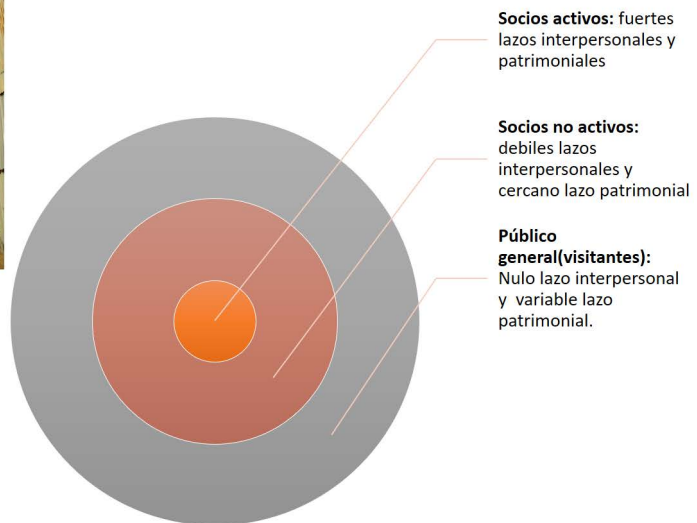 Socios activos: fuertes
lazos interpersonales y
patrimoniales
Socios no activos:
debiles lazos
interpersonales y
cercano lazo patrimonial
Público
general(visitantes):
Nulo lazo interpersonal
y variable lazo
patrimonial.